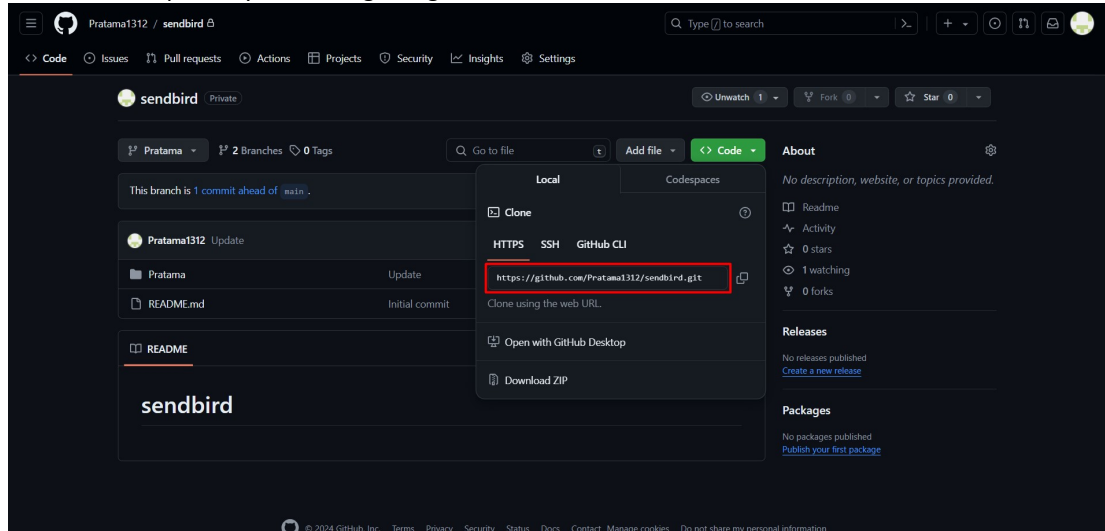 Pratama1312 / sendbird
Type / to search
Code Issues Pull requests Actions Projects Security Insights Settings
sendbird Private
Unwatch 1 Fork 0 Star 0
Pratama 2 Branches 0 Tags Go to file t Add file Code
This branch is 1 commit ahead of main .
Pratama1312 Update
Pratama Update
README.md Initial commit
README
sendbird
Local Codespaces
Clone
HTTPS SSH GitHub CLI
https://github.com/Pratama1312/sendbird.git
Clone using the web URL.
Open with GitHub Desktop
Download ZIP
About
No description, website, or topics provided.
Readme
Activity
0 stars
1 watching
0 forks
Releases
No releases published
Create a new release
Packages
No packages published
Publish your first package
© 2024 GitHub, Inc. Terms Privacy Security Status Docs Contact Manage cookies Do not share my personal information